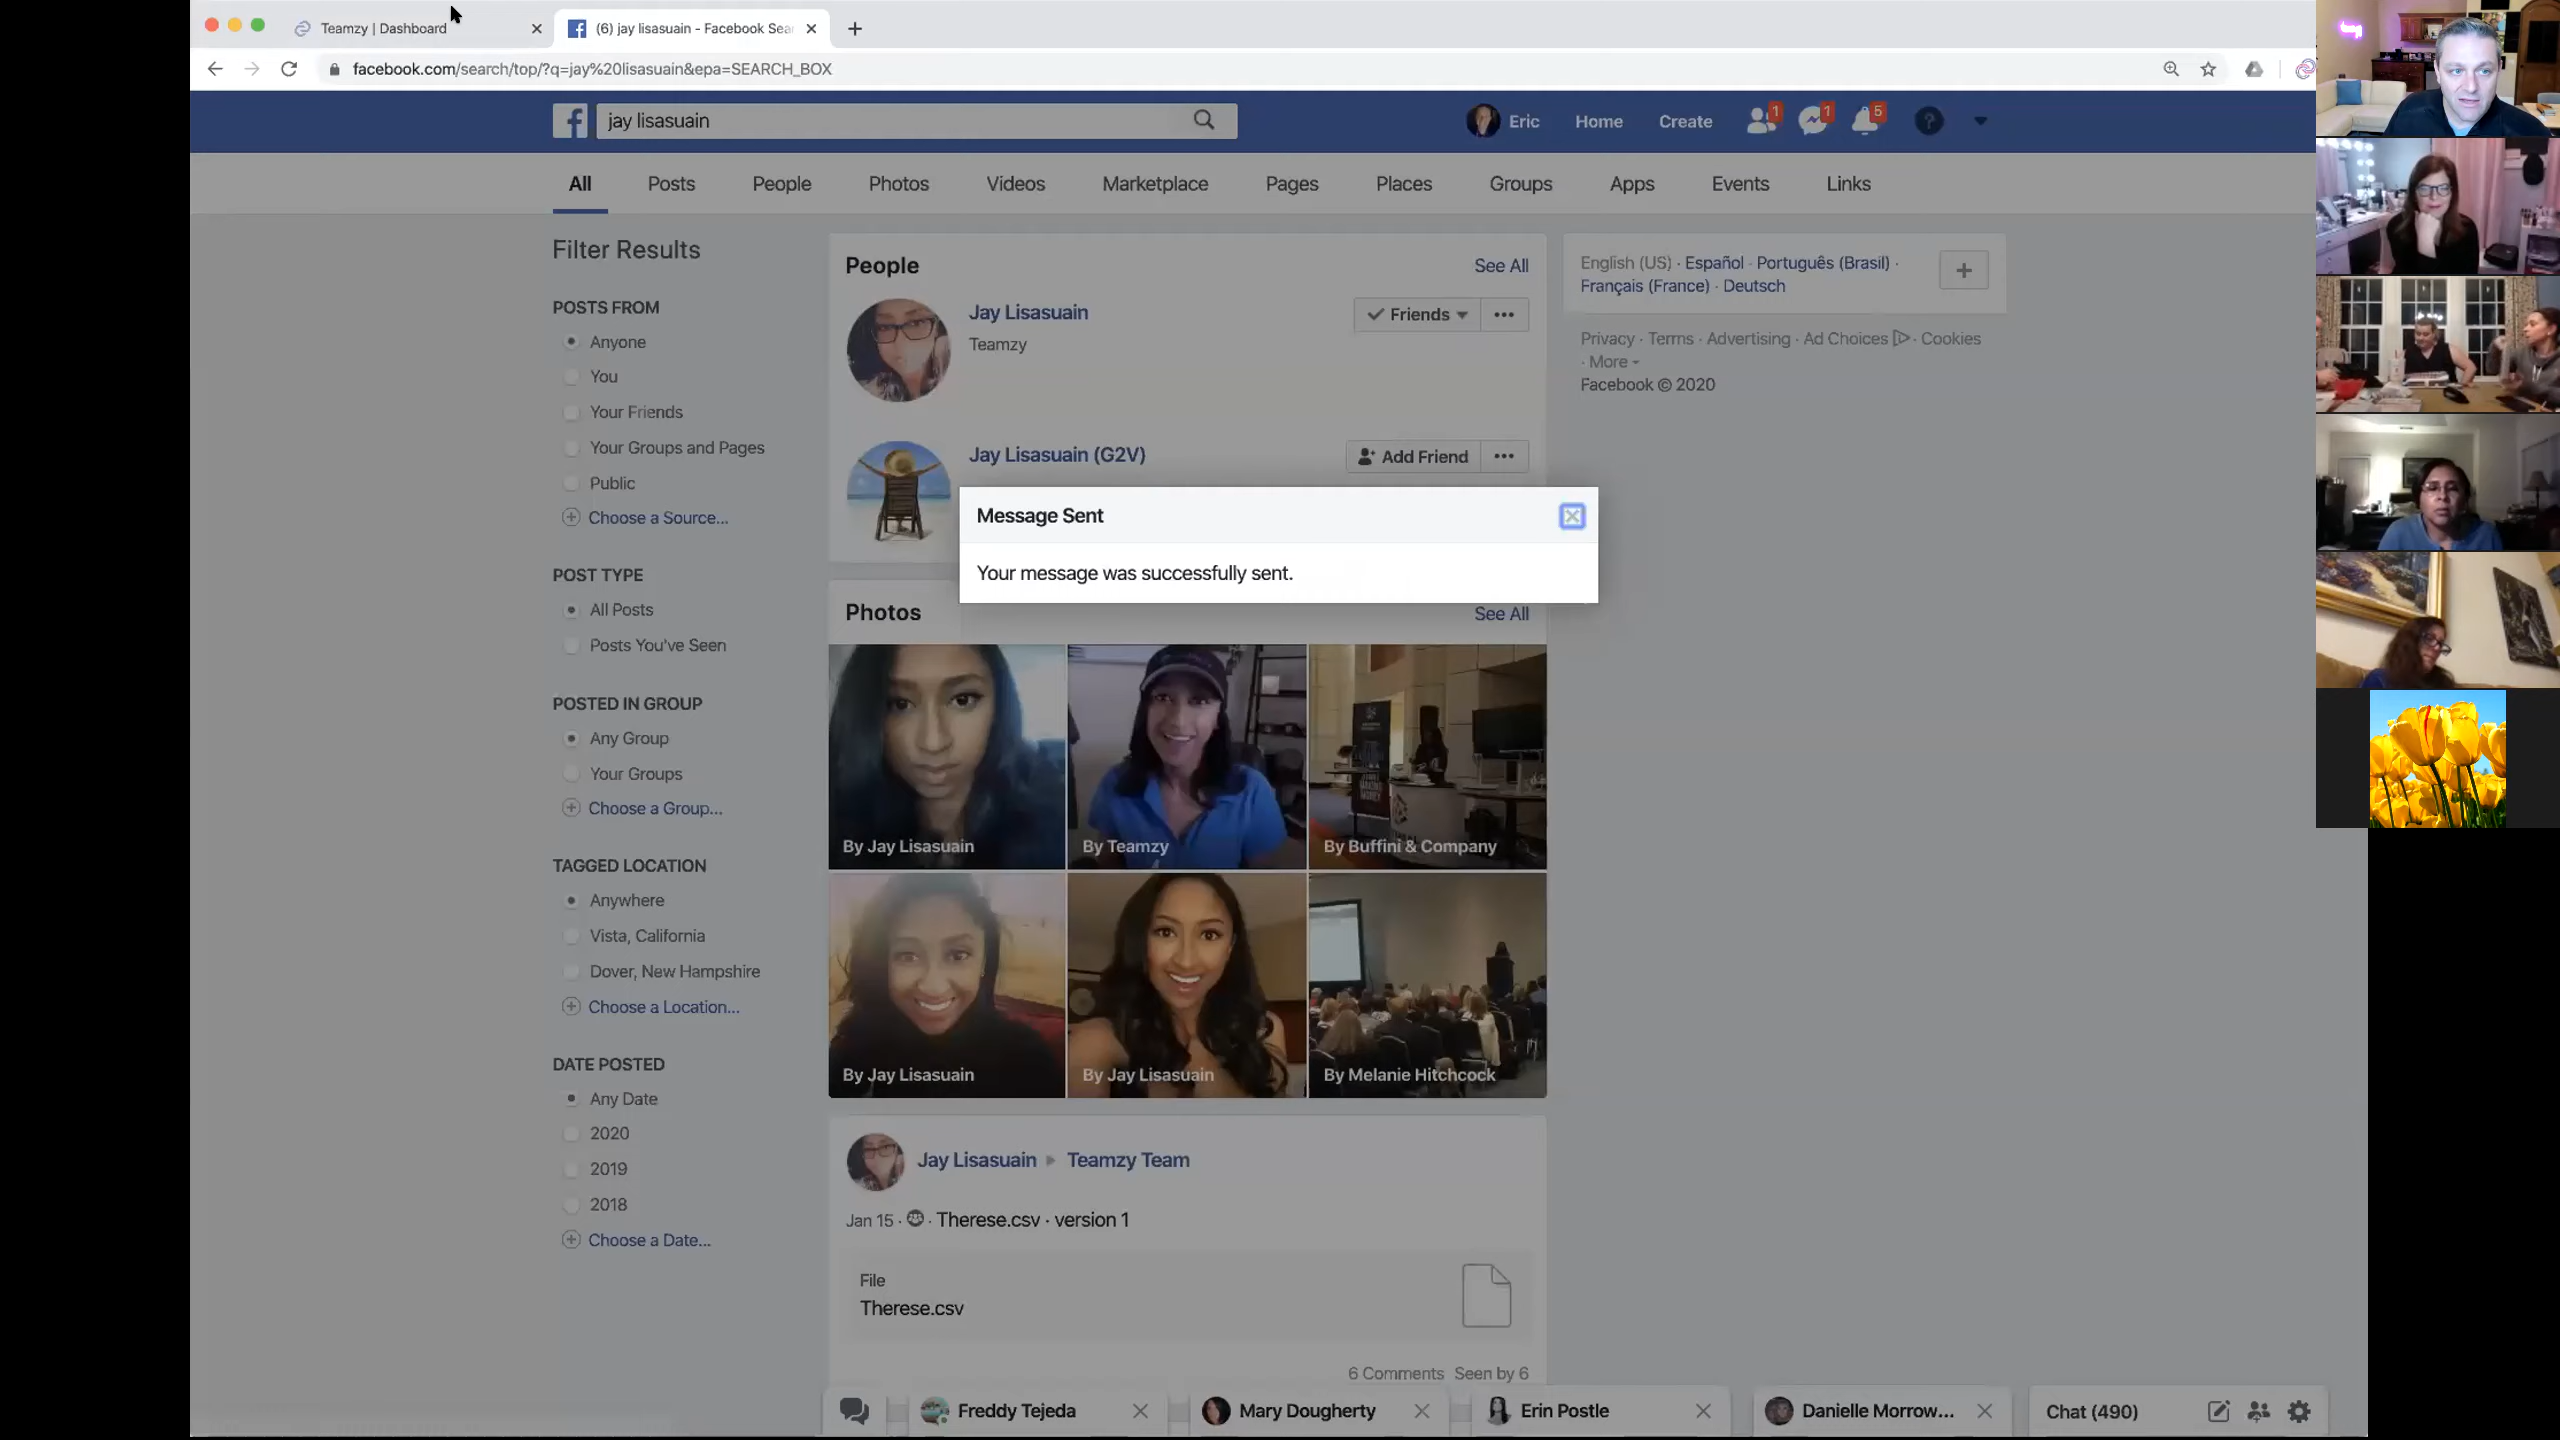 Teamzy | Dashboard
(6) jay lisasuain - Facebook Sea
facebook.com/search/top/?q=jay%20lisasuain&epa=SEARCH_BOX
jay lisasuain
Eric
Home
Create
1
1
5
All
Posts
People
Photos
Videos
Marketplace
Pages
Places
Groups
Apps
Events
Links
Filter Results
POSTS FROM
Anyone
You
Your Friends
Your Groups and Pages
Public
Choose a Source...
POST TYPE
All Posts
Posts You've Seen
POSTED IN GROUP
Any Group
Your Groups
Choose a Group...
TAGGED LOCATION
Anywhere
Vista, California
Dover, New Hampshire
Choose a Location...
DATE POSTED
Any Date
2020
2019
2018
Choose a Date...
People
See All
Jay Lisasuain
Teamzy
Friends
Jay Lisasuain (G2V)
Add Friend
Message Sent
Your message was successfully sent.
Photos
See All
By Jay Lisasuain
By Teamzy
By Buffini & Company
By Jay Lisasuain
By Jay Lisasuain
By Melanie Hitchcock
Jay Lisasuain ▸ Teamzy Team
Jan 15 · Therese.csv · version 1
File
Therese.csv
6 Comments Seen by 6
English (US) · Español · Português (Brasil) ·
Français (France) · Deutsch
Privacy · Terms · Advertising · Ad Choices · Cookies
· More
Facebook © 2020
Freddy Tejeda
Mary Dougherty
Erin Postle
Danielle Morrow...
Chat (490)